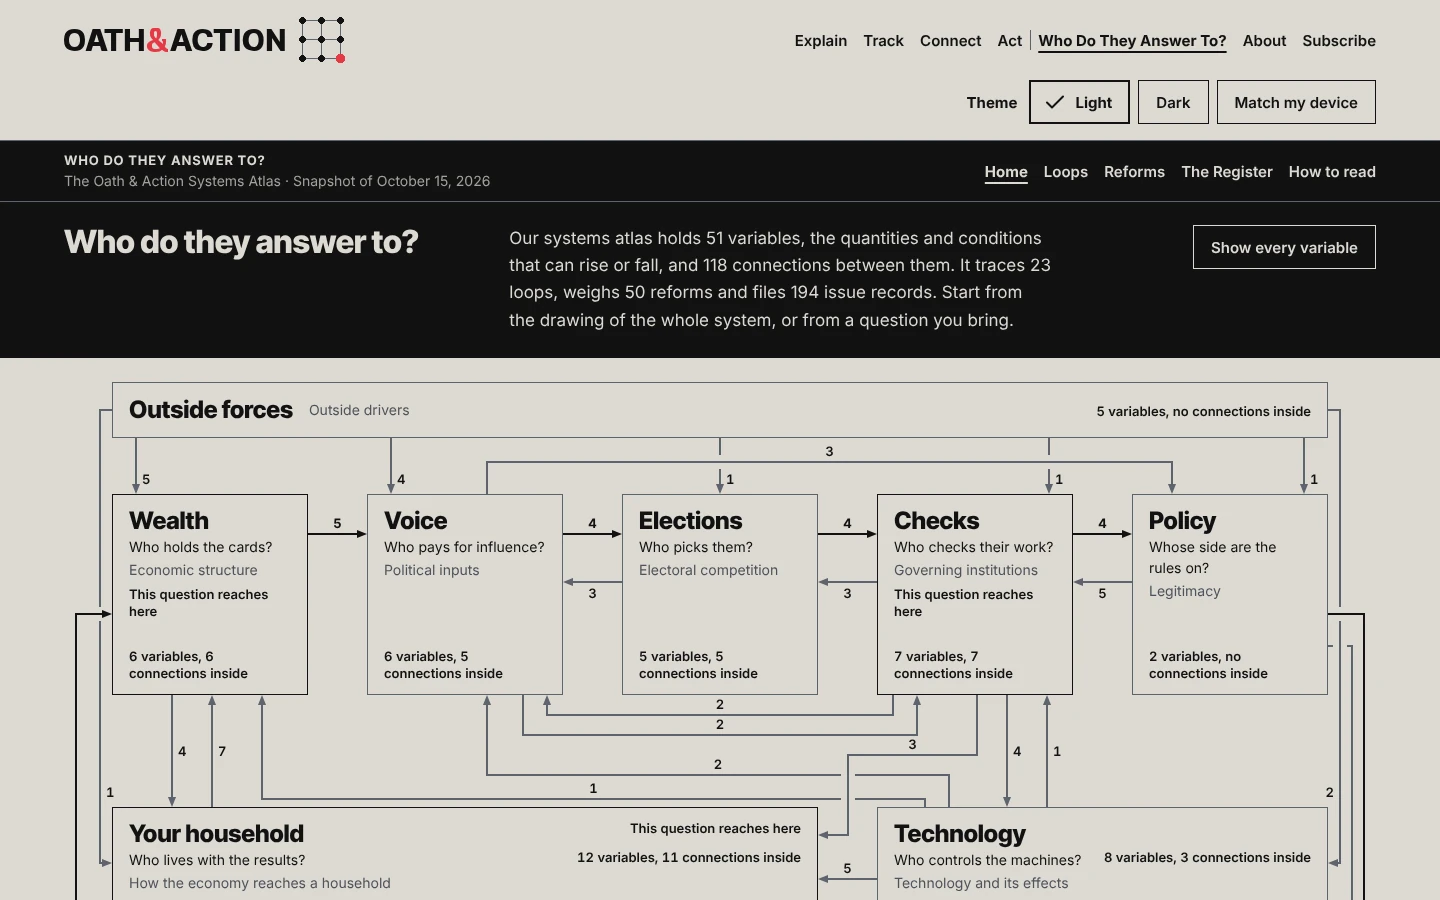 OATH&ACTION
Explain Track Connect Act Who Do They Answer To? About Subscribe
Theme Light Dark Match my device
WHO DO THEY ANSWER TO?
The Oath & Action Systems Atlas · Snapshot of October 15, 2026
Home Loops Reforms The Register How to read
Who do they answer to?
Our systems atlas holds 51 variables, the quantities and conditions
that can rise or fall, and 118 connections between them. It traces 23
loops, weighs 50 reforms and files 194 issue records. Start from
the drawing of the whole system, or from a question you bring.
Show every variable
Outside forces Outside drivers
5 variables, no connections inside
3
5
4
1
1
1
Wealth
Who holds the cards?
Economic structure
This question reaches
here
6 variables, 6
connections inside
5
Voice
Who pays for influence?
Political inputs
6 variables, 5
connections inside
4
3
Elections
Who picks them?
Electoral competition
5 variables, 5
connections inside
4
3
Checks
Who checks their work?
Governing institutions
This question reaches
here
7 variables, 7
connections inside
4
5
Policy
Whose side are the
rules on?
Legitimacy
2 variables, no
connections inside
2
2
3
4
7
4
1
2
1
1
2
Your household
Who lives with the results?
How the economy reaches a household
This question reaches here
12 variables, 11 connections inside
5
Technology
Who controls the machines?
Technology and its effects
8 variables, 3 connections inside